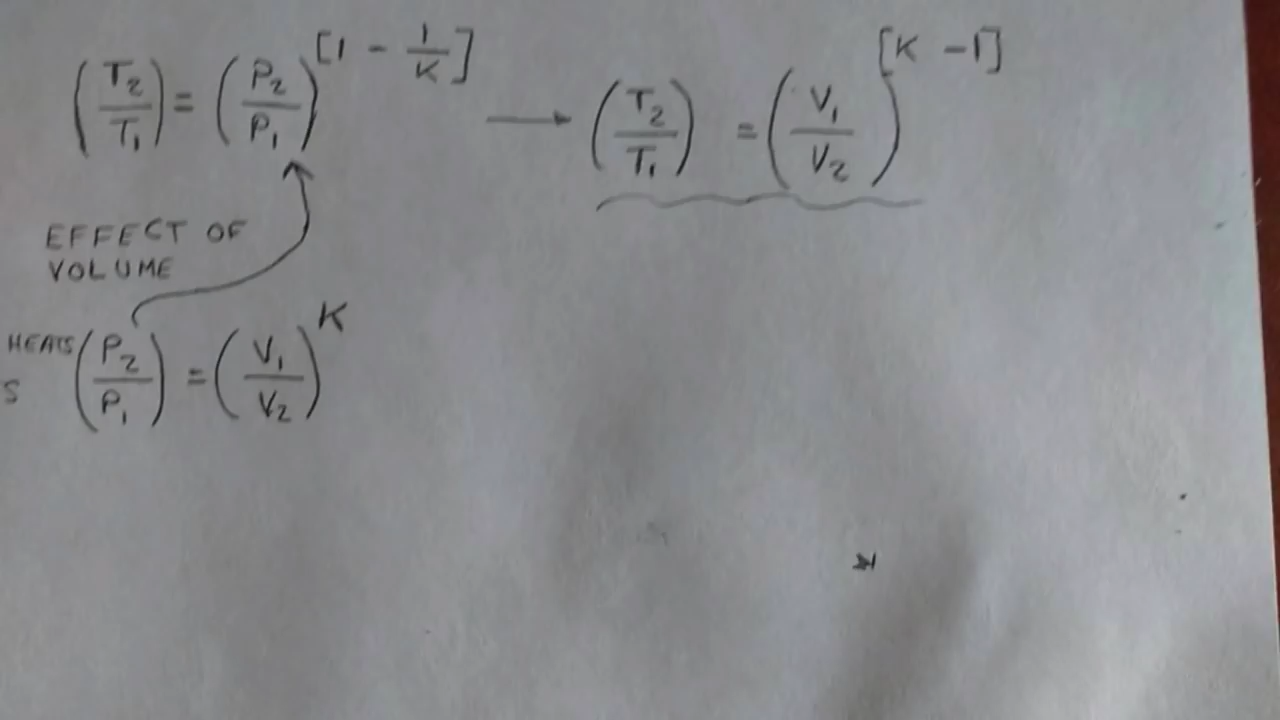 (T₂/T₁) = (P₂/P₁)^[1 - 1/K] → (T₂/T₁) = (V₁/V₂)^[K - 1]
EFFECT OF
VOLUME
HEATS (P₂/P₁) = (V₁/V₂)^K
S